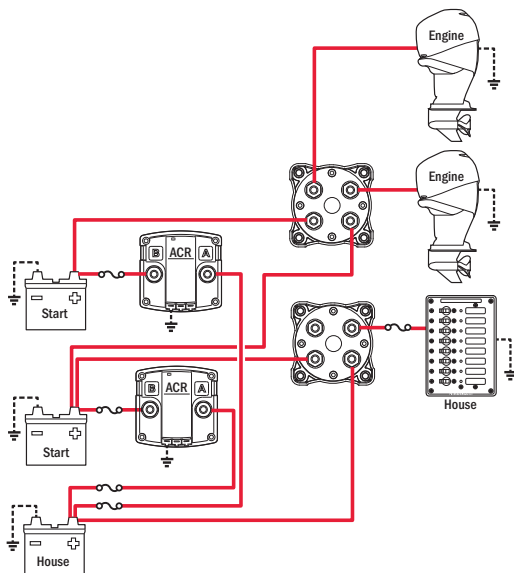 Engine
Engine
B ACR A
− +
Start
B ACR A
− +
Start
House
− +
House